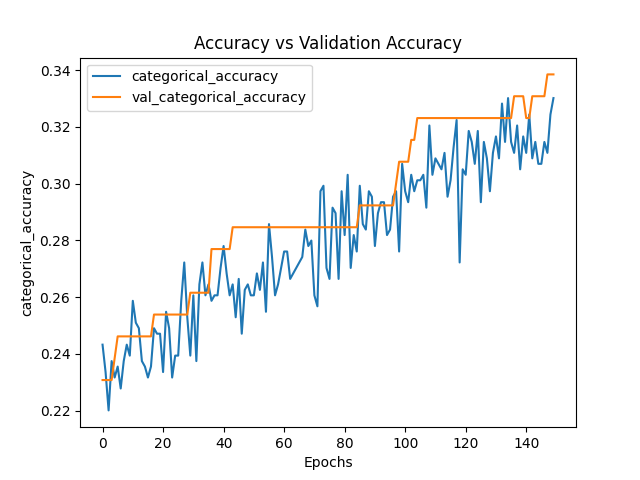 Accuracy vs Validation Accuracy
categorical_accuracy
val_categorical_accuracy
categorical_accuracy
0.34
0.32
0.30
0.28
0.26
0.24
0.22
0 20 40 60 80 100 120 140
Epochs